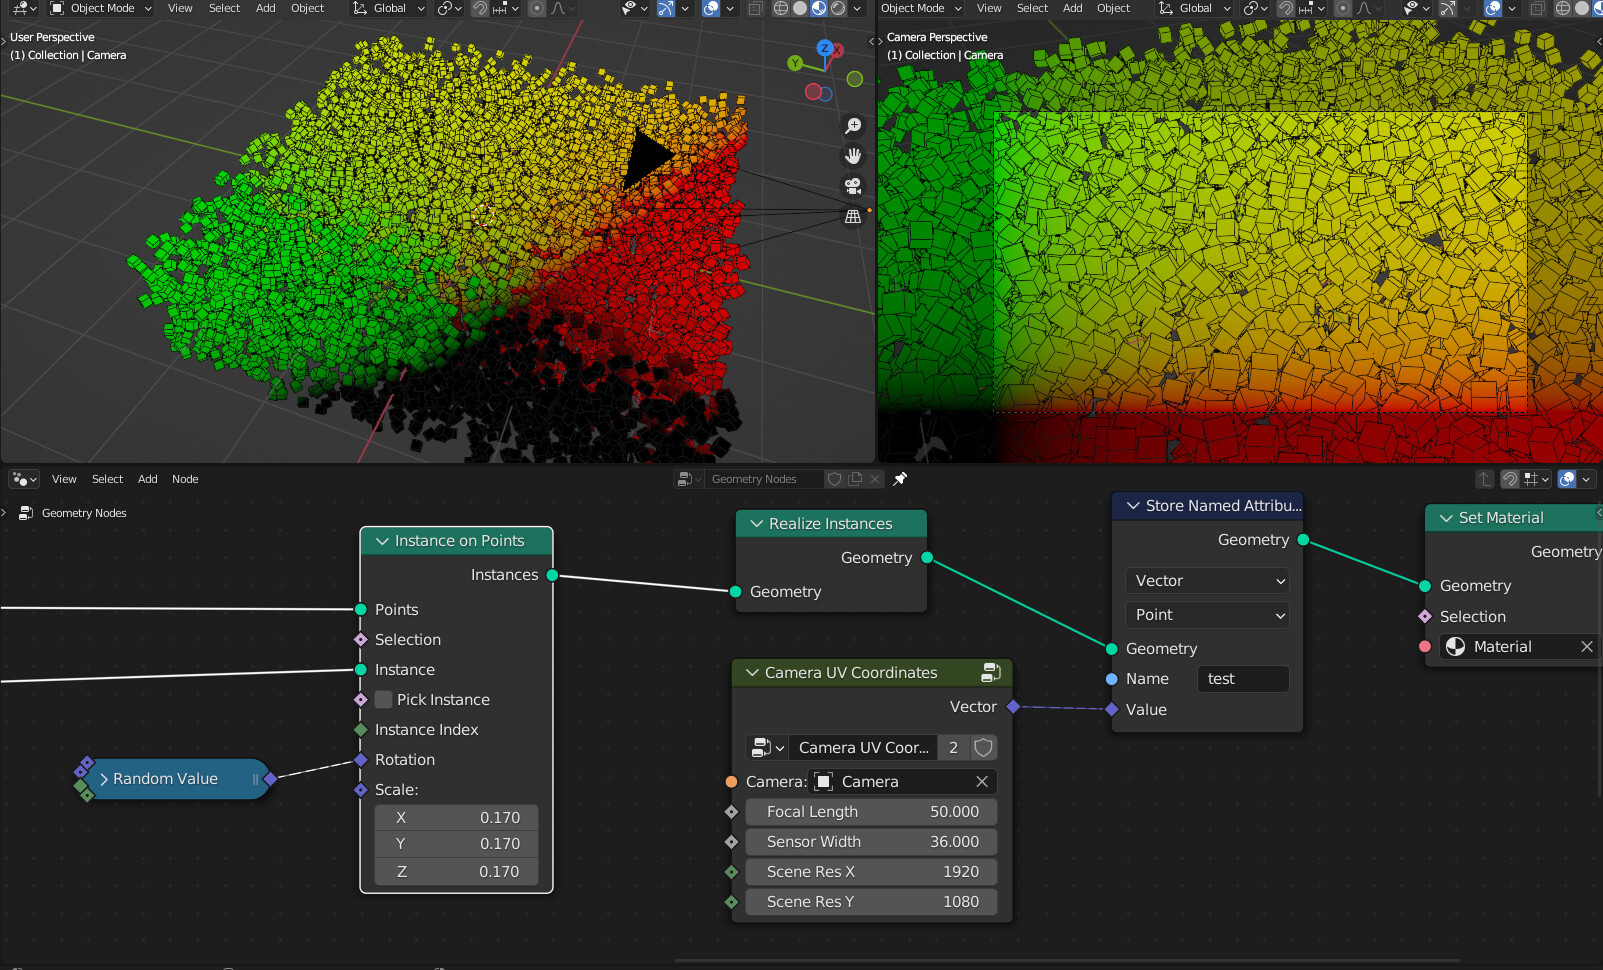 Object Mode View Select Add Object Global
User Perspective
(1) Collection | Camera
Z
X
Y
Object Mode View Select Add Object Global
Camera Perspective
(1) Collection | Camera
View Select Add Node
Geometry Nodes
Geometry Nodes
Instance on Points
Instances
Points
Selection
Instance
Pick Instance
Instance Index
Rotation
Scale:
X 0.170
Y 0.170
Z 0.170
Random Value
Realize Instances
Geometry
Geometry
Camera UV Coordinates
Vector
Camera UV Coor... 2
Camera: Camera
Focal Length 50.000
Sensor Width 36.000
Scene Res X 1920
Scene Res Y 1080
Store Named Attribu...
Geometry
Vector
Point
Geometry
Name test
Value
Set Material
Geometry
Geometry
Selection
Material